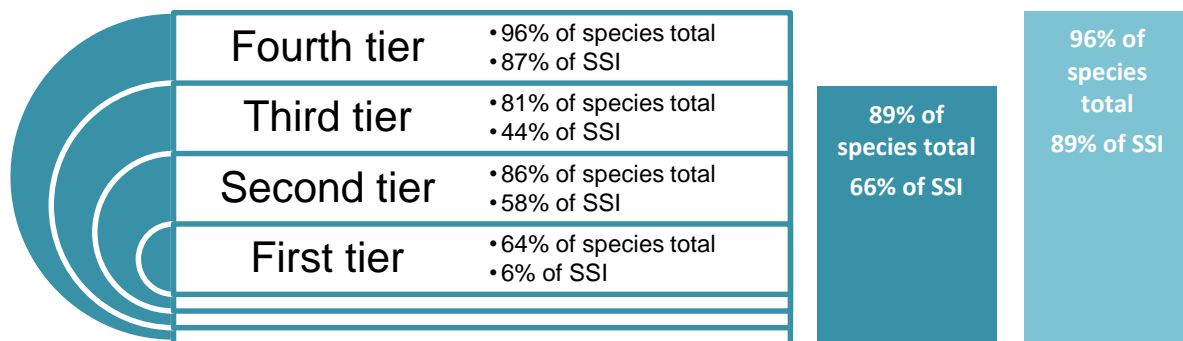 Fourth tier
•96% of species total
•87% of SSI
Third tier
•81% of species total
•44% of SSI
Second tier
•86% of species total
•58% of SSI
First tier
•64% of species total
•6% of SSI
89% of
species total
66% of SSI
96% of
species
total
89% of SSI